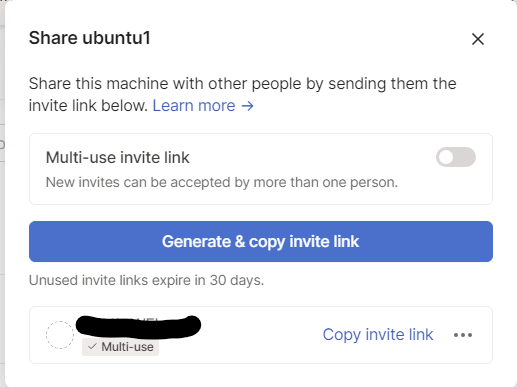 Share ubuntu1
Share this machine with other people by sending them the
invite link below. Learn more →
Multi-use invite link
New invites can be accepted by more than one person.
Generate & copy invite link
Unused invite links expire in 30 days.
Copy invite link
✓ Multi-use